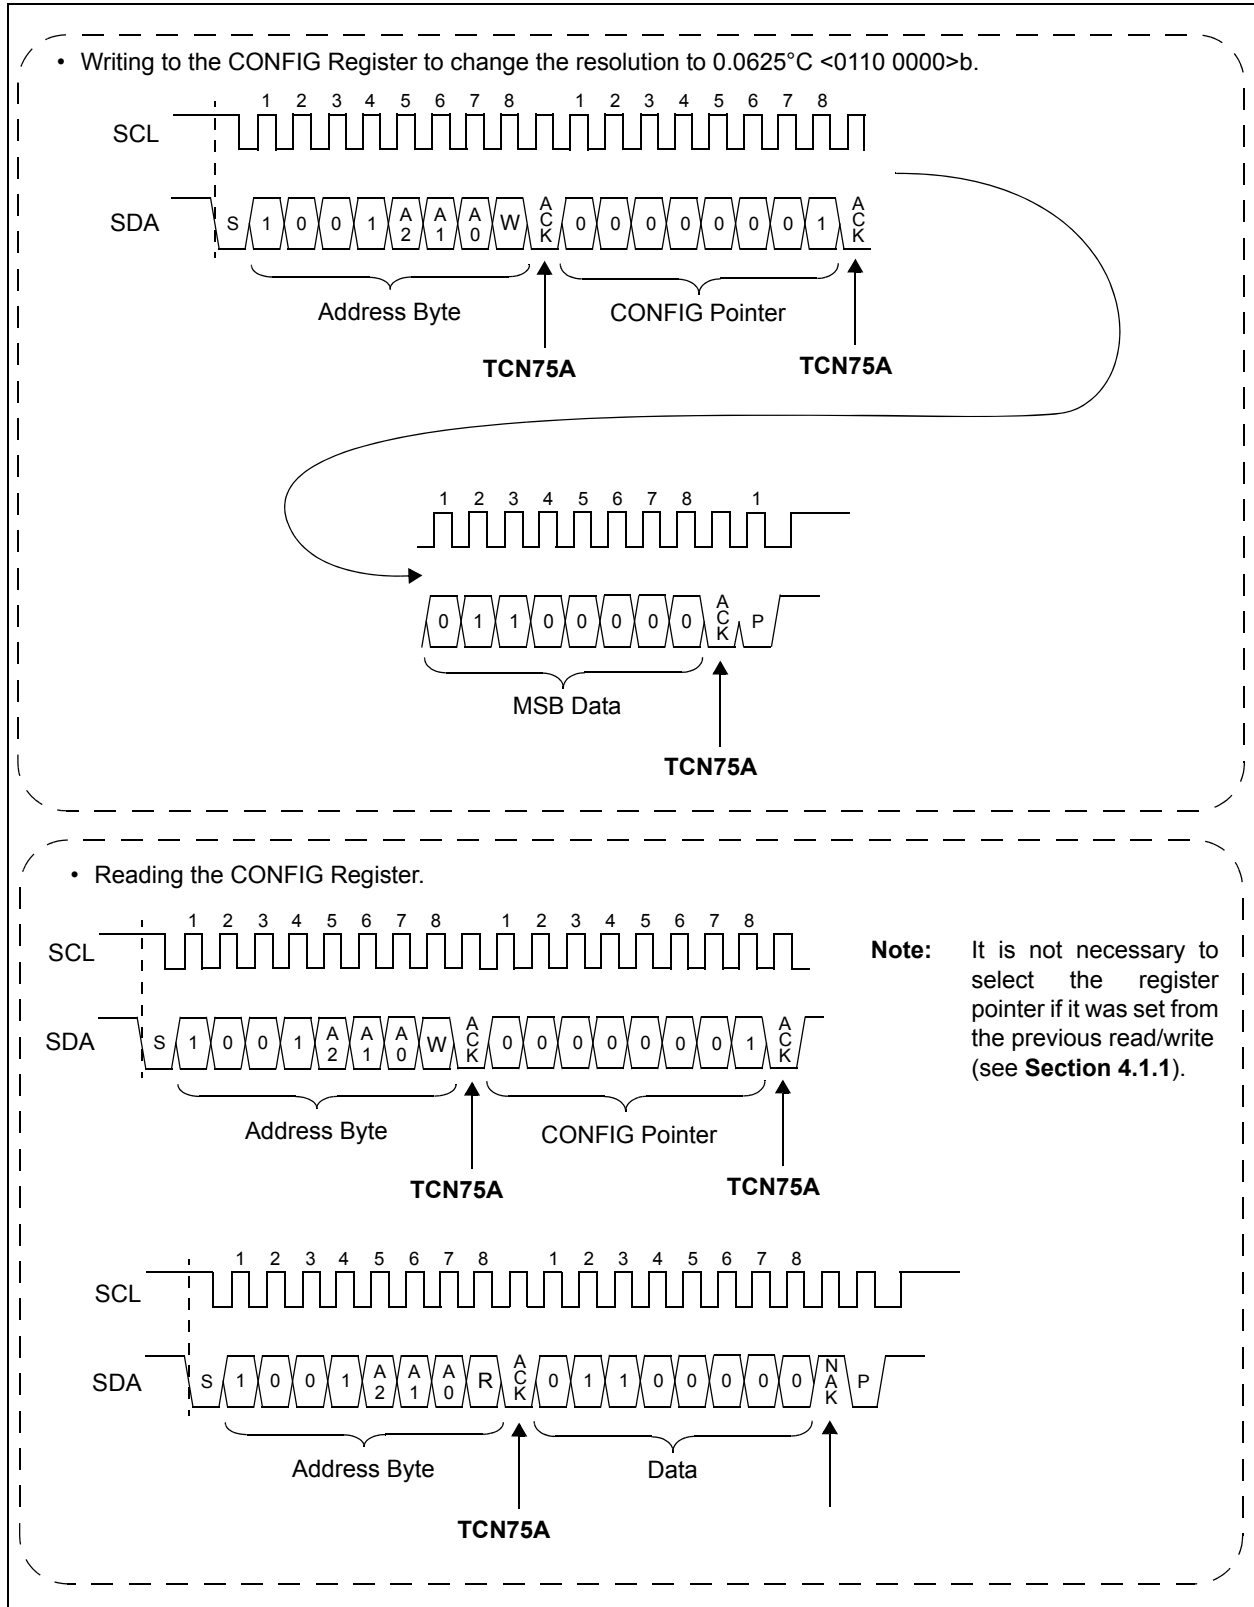 • Writing to the CONFIG Register to change the resolution to 0.0625°C <0110 0000>b.
1 2 3 4 5 6 7 8 1 2 3 4 5 6 7 8
SCL
SDA S 1 0 0 1 A2 A1 A0 W ACK 0 0 0 0 0 0 0 1 ACK
Address Byte CONFIG Pointer
TCN75A TCN75A
1 2 3 4 5 6 7 8 1
0 1 1 0 0 0 0 0 ACK P
MSB Data
TCN75A
• Reading the CONFIG Register.
1 2 3 4 5 6 7 8 1 2 3 4 5 6 7 8
SCL
SDA S 1 0 0 1 A2 A1 A0 W ACK 0 0 0 0 0 0 0 1 ACK
Address Byte CONFIG Pointer
TCN75A TCN75A
Note: It is not necessary to
select the register
pointer if it was set from
the previous read/write
(see Section 4.1.1).
1 2 3 4 5 6 7 8 1 2 3 4 5 6 7 8
SCL
SDA S 1 0 0 1 A2 A1 A0 R ACK 0 1 1 0 0 0 0 0 NAK P
Address Byte Data
TCN75A